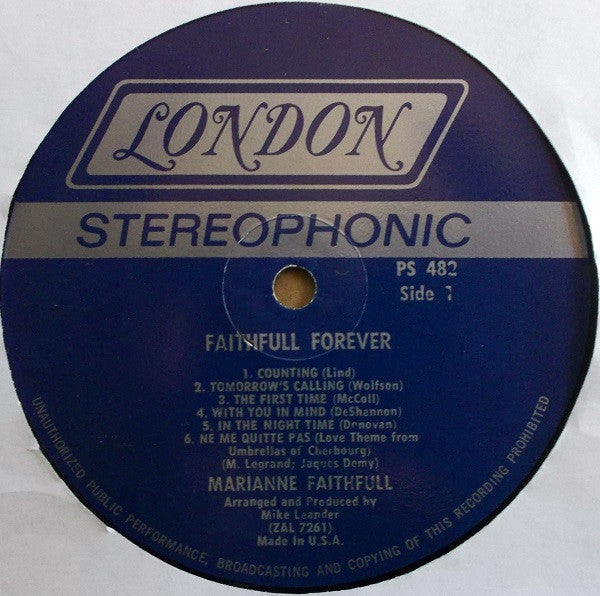 LONDON
STEREOPHONIC
PS 482
Side 1
FAITHFULL FOREVER
1. COUNTING (Lind)
2. TOMORROW'S CALLING (Wolfson)
3. THE FIRST TIME (McColl)
4. WITH YOU IN MIND (DeShannon)
5. IN THE NIGHT TIME (Donovan)
6. NE ME QUITTE PAS (Love Theme from
Umbrellas of Cherbourg)
(M. Legrand; Jaques Demy)
MARIANNE FAITHFULL
Arranged and Produced by
Mike Leander
(ZAL 7261)
Made In U.S.A.
UNAUTHORIZED PUBLIC PERFORMANCE, BROADCASTING AND COPYING OF THIS RECORDING PROHIBITED